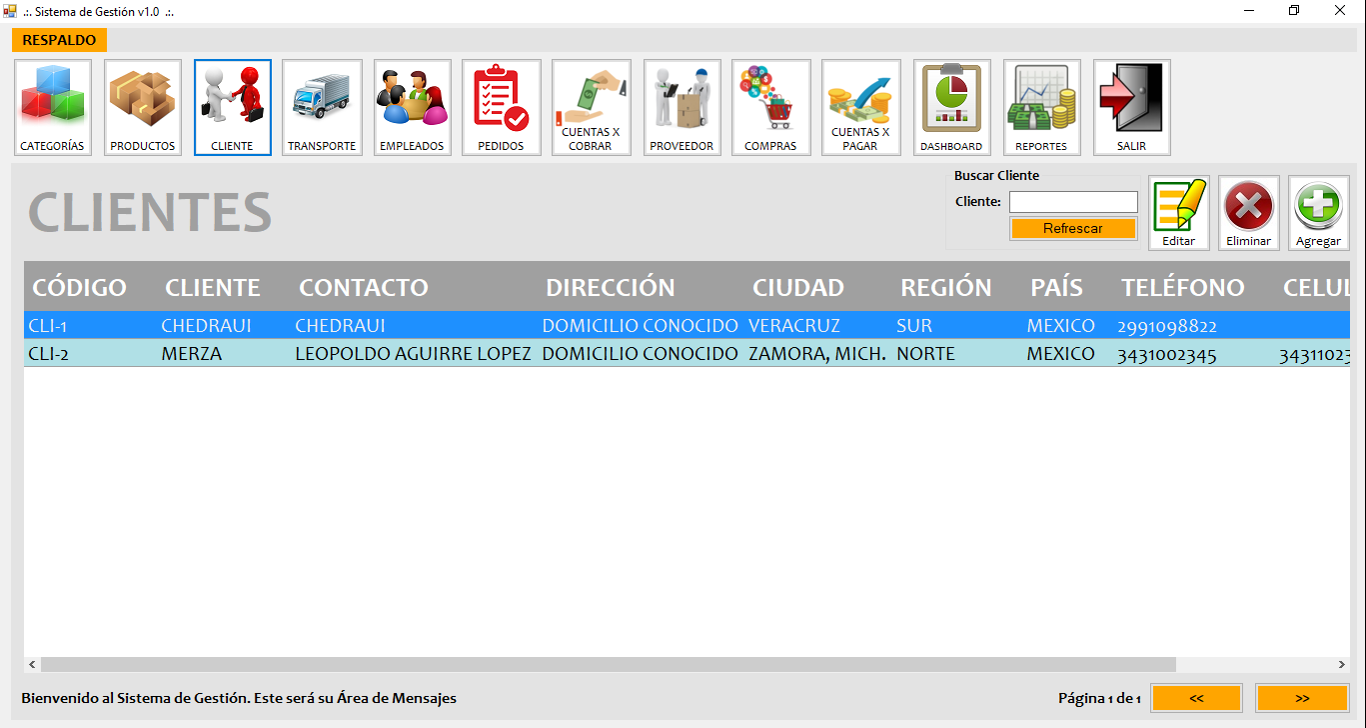 .:. Sistema de Gestión v1.0 .:.
RESPALDO
CATEGORÍAS
PRODUCTOS
CLIENTE
TRANSPORTE
EMPLEADOS
PEDIDOS
CUENTAS X
COBRAR
PROVEEDOR
COMPRAS
CUENTAS X
PAGAR
DASHBOARD
REPORTES
SALIR
CLIENTES
Buscar Cliente
Cliente:
Refrescar
Editar
Eliminar
Agregar
CÓDIGO CLIENTE CONTACTO DIRECCIÓN CIUDAD REGIÓN PAÍS TELÉFONO CELUL
CLI-1 CHEDRAUI CHEDRAUI DOMICILIO CONOCIDO VERACRUZ SUR MEXICO 2991098822
CLI-2 MERZA LEOPOLDO AGUIRRE LOPEZ DOMICILIO CONOCIDO ZAMORA, MICH. NORTE MEXICO 3431002345 34311023
Bienvenido al Sistema de Gestión. Este será su Área de Mensajes
Página 1 de 1
<<
>>